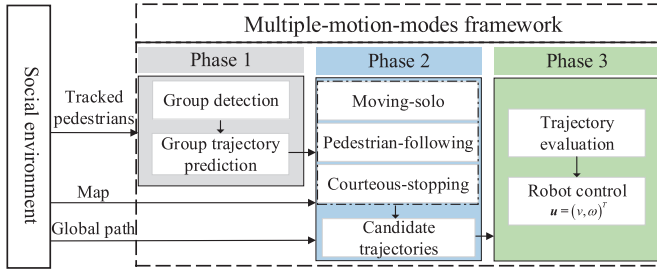 Multiple-motion-modes framework
Social environment
Phase 1
Phase 2
Phase 3
Tracked
pedestrians
Group detection
Group trajectory
prediction
Moving-solo
Pedestrian-following
Courteous-stopping
Candidate
trajectories
Trajectory
evaluation
Robot control
u = (v, ω)^T
Map
Global path